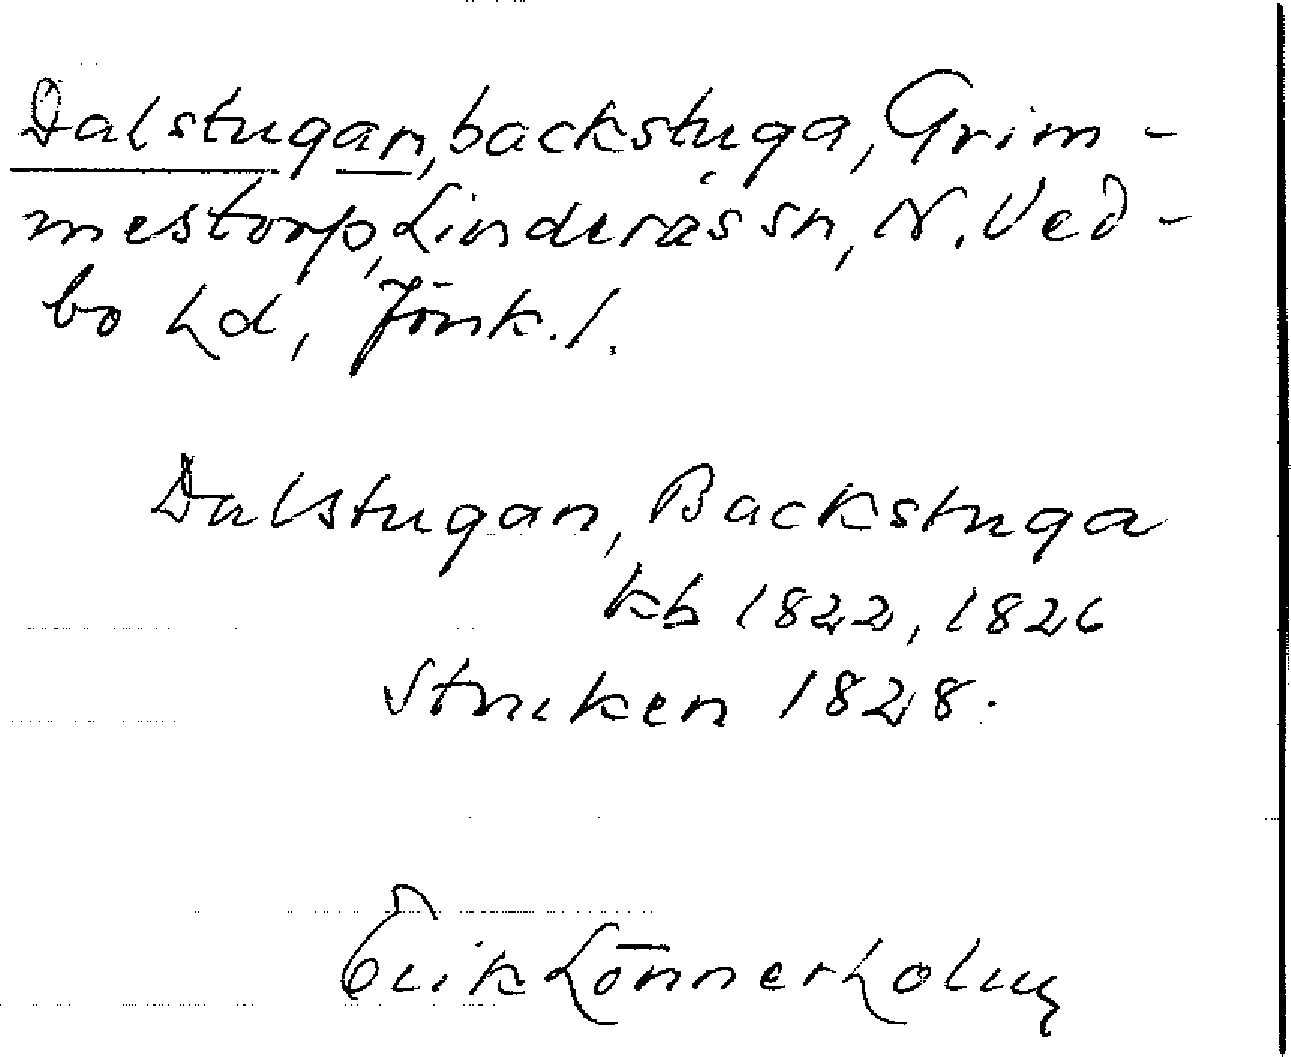 Dalstugan, backstuga, Grim-
mestorp, Linderås sn, N. Ved-
bo hd, Jönk. l.
Dalstugan, Backstuga
kb 1822, 1826
Struken 1828.
Erik Lönnerholm